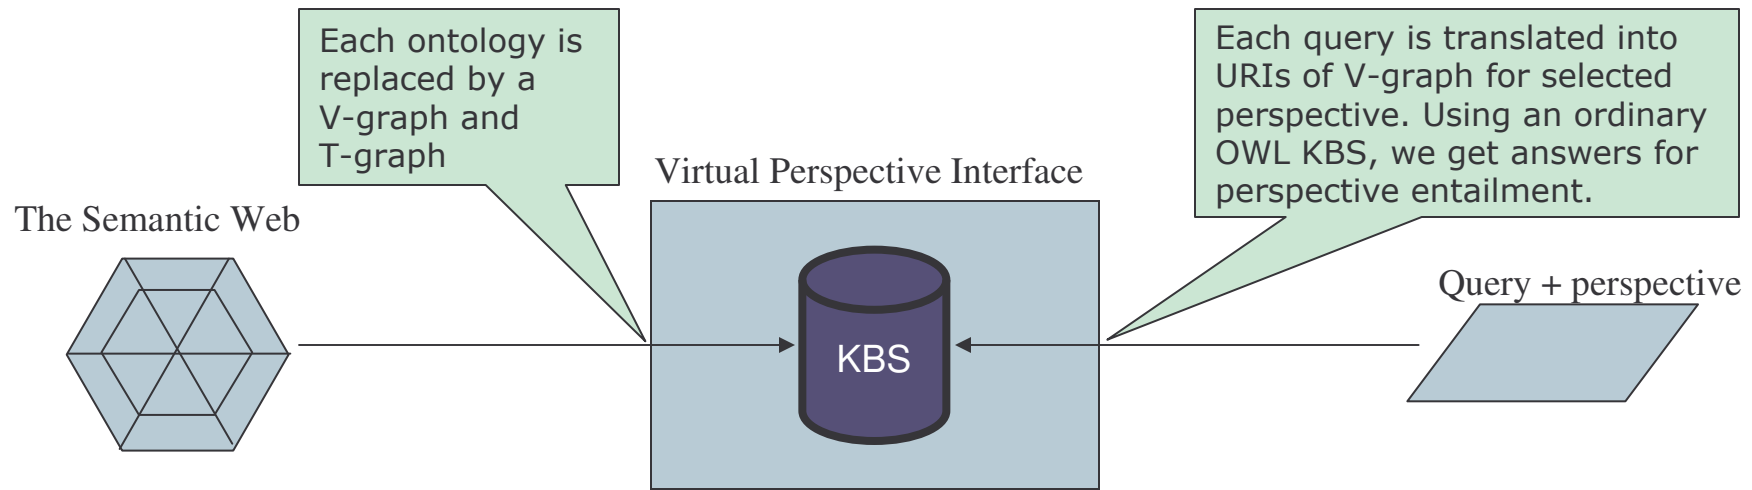 Each ontology is
replaced by a
V-graph and
T-graph
Each query is translated into
URIs of V-graph for selected
perspective. Using an ordinary
OWL KBS, we get answers for
perspective entailment.
Virtual Perspective Interface
The Semantic Web
Query + perspective
KBS